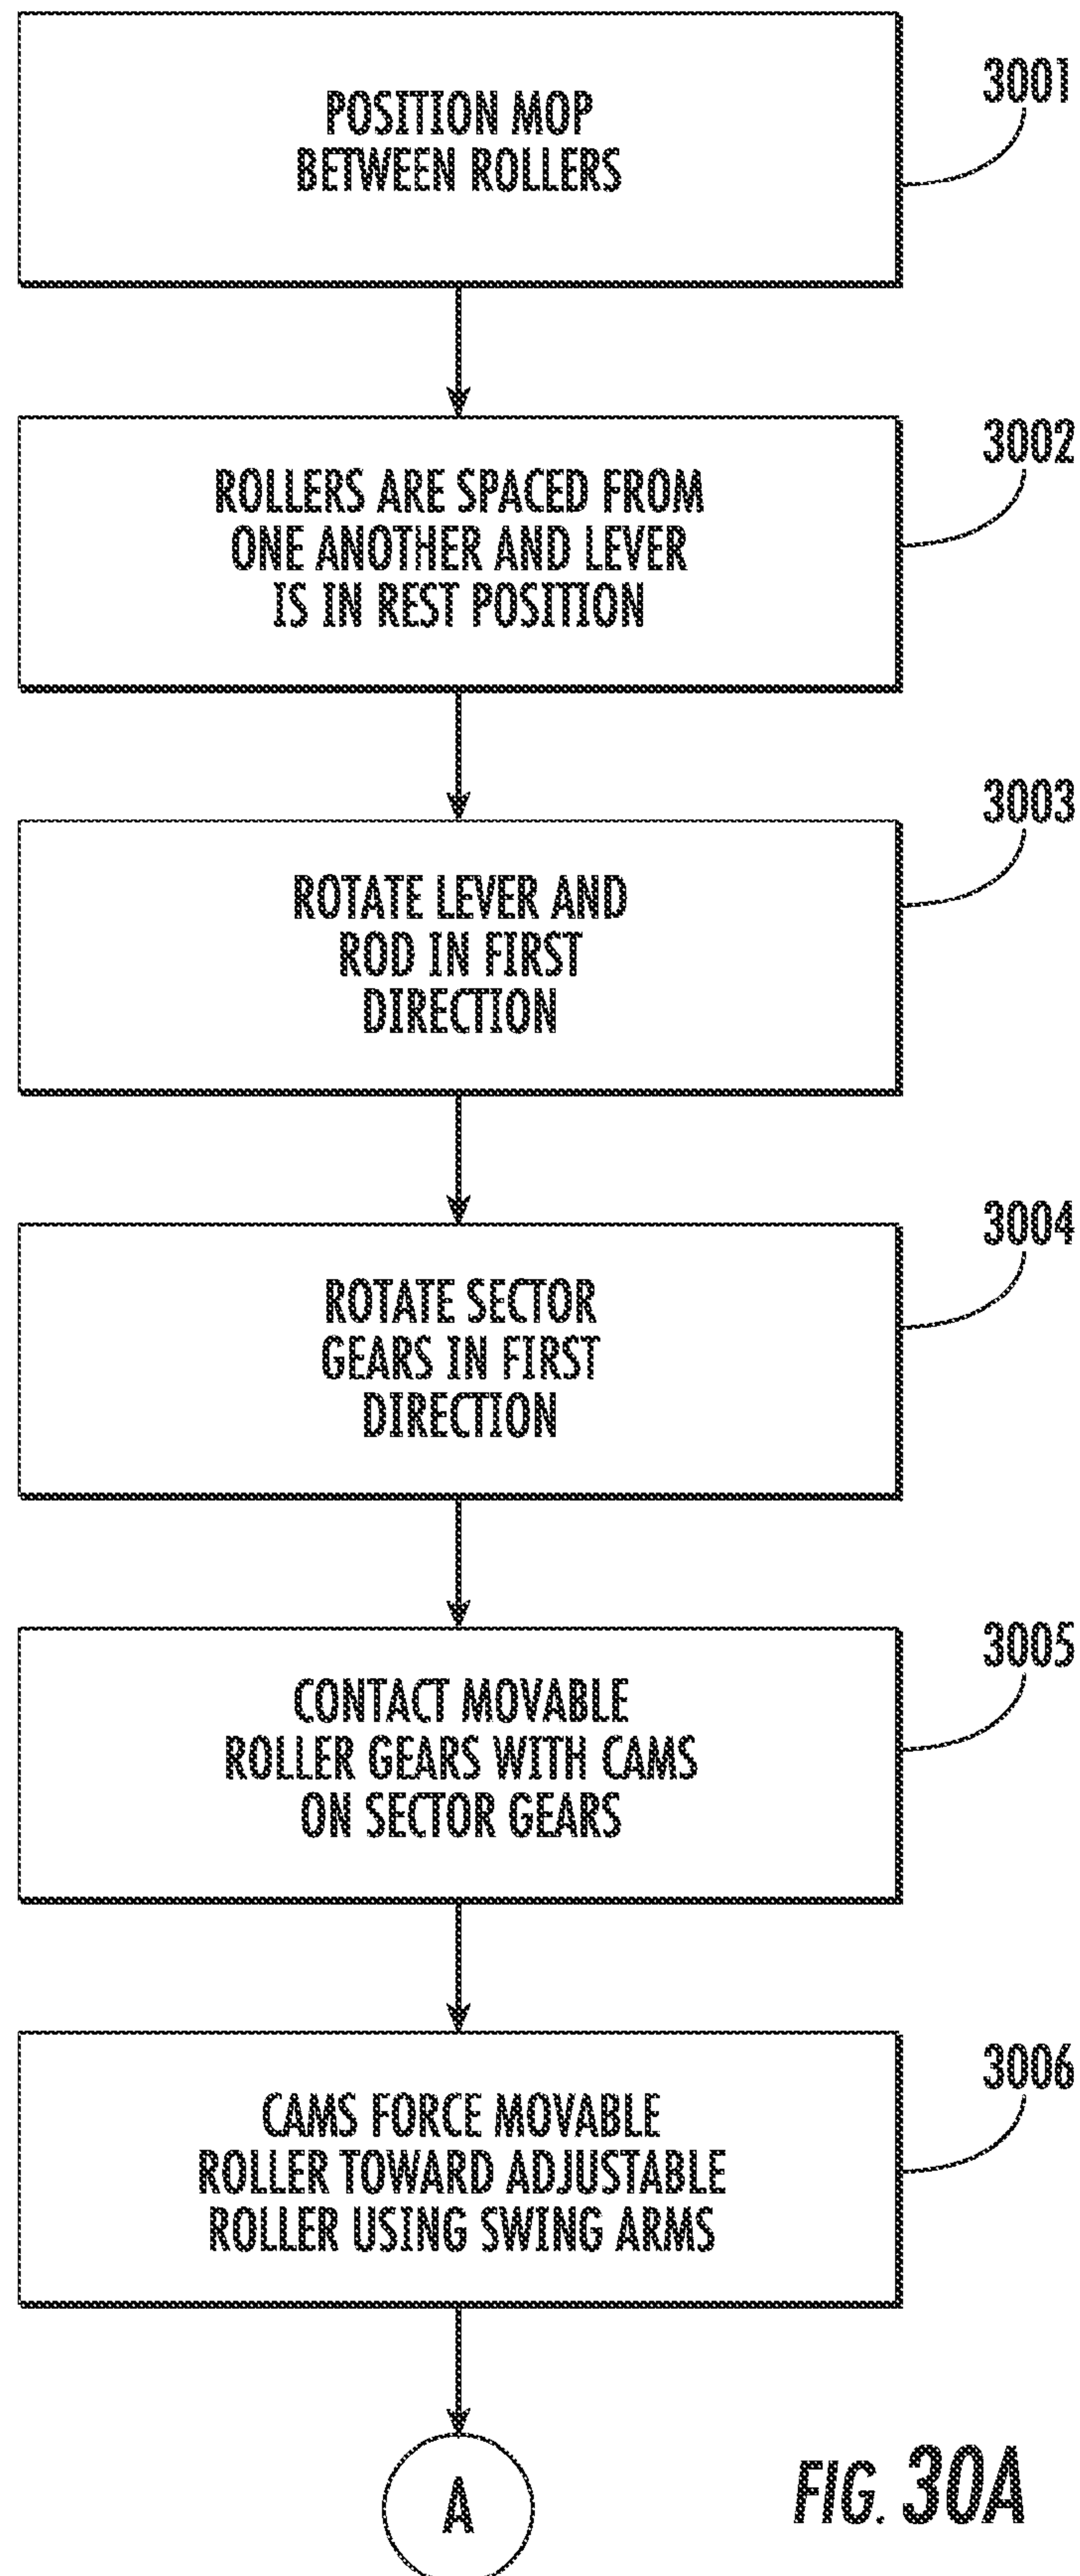 POSITION MOP
BETWEEN ROLLERS
3001
ROLLERS ARE SPACED FROM
ONE ANOTHER AND LEVER
IS IN REST POSITION
3002
ROTATE LEVER AND
ROD IN FIRST
DIRECTION
3003
ROTATE SECTOR
GEARS IN FIRST
DIRECTION
3004
CONTACT MOVABLE
ROLLER GEARS WITH CAMS
ON SECTOR GEARS
3005
CAMS FORCE MOVABLE
ROLLER TOWARD ADJUSTABLE
ROLLER USING SWING ARMS
3006
A
FIG. 30A